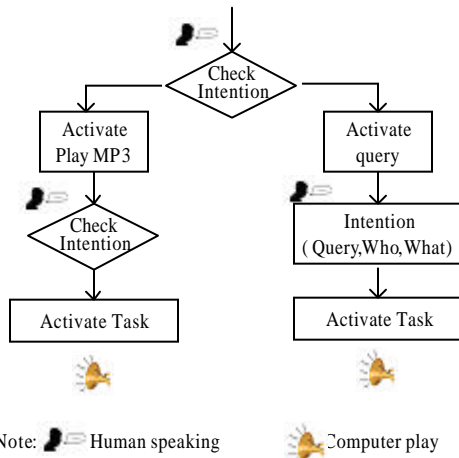 Check
Intention
Activate
Play MP3
Activate
query
Check
Intention
Intention
( Query,Who,What)
Activate Task
Activate Task
Note: Human speaking
Computer play